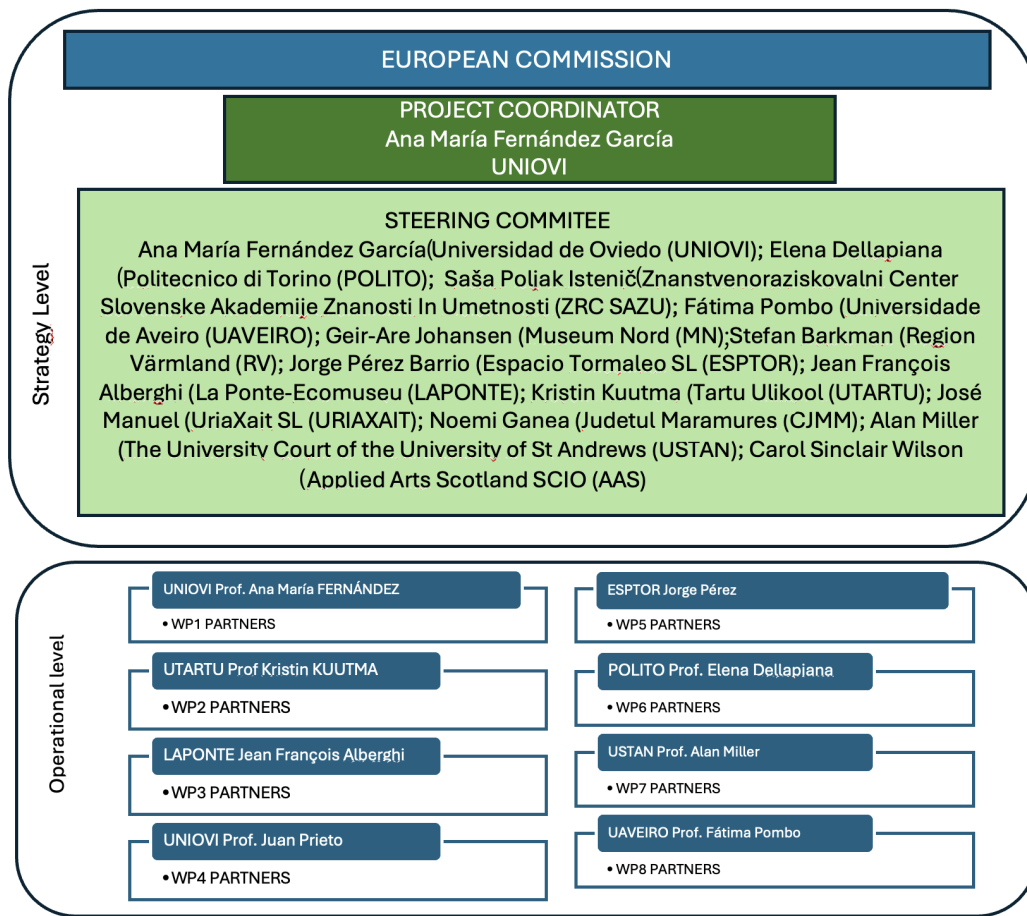 EUROPEAN COMMISSION
PROJECT COORDINATOR
Ana María Fernández García
UNIOVI
Strategy Level
STEERING COMMITEE
Ana María Fernández García(Universidad de Oviedo (UNIOVI); Elena Dellapiana
(Politecnico di Torino (POLITO); Saša Poljak Istenič(Znanstvenoraziskovalni Center
Slovenske Akademije Znanosti In Umetnosti (ZRC SAZU); Fátima Pombo (Universidade
de Aveiro (UAVEIRO); Geir-Are Johansen (Museum Nord (MN);Stefan Barkman (Region
Värmland (RV); Jorge Pérez Barrio (Espacio Tormaleo SL (ESPTOR); Jean François
Alberghi (La Ponte-Ecomuseu (LAPONTE); Kristin Kuutma (Tartu Ulikool (UTARTU); José
Manuel (UriaXait SL (URIAXAIT); Noemi Ganea (Judetul Maramures (CJMM); Alan Miller
(The University Court of the University of St Andrews (USTAN); Carol Sinclair Wilson
(Applied Arts Scotland SCIO (AAS)
Operational level
UNIOVI Prof. Ana María FERNÁNDEZ
• WP1 PARTNERS
UTARTU Prof Kristin KUUTMA
• WP2 PARTNERS
LAPONTE Jean François Alberghi
• WP3 PARTNERS
UNIOVI Prof. Juan Prieto
• WP4 PARTNERS
ESPTOR Jorge Pérez
• WP5 PARTNERS
POLITO Prof. Elena Dellapiana
• WP6 PARTNERS
USTAN Prof. Alan Miller
• WP7 PARTNERS
UAVEIRO Prof. Fátima Pombo
• WP8 PARTNERS